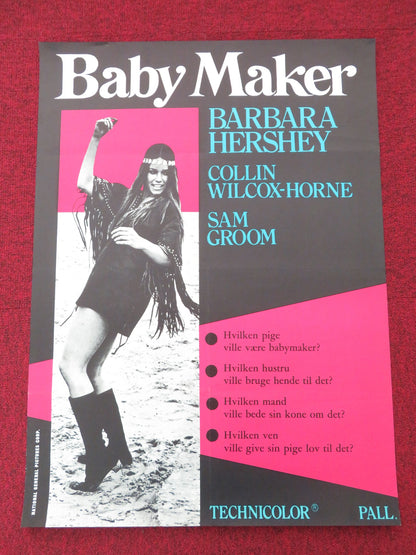 Baby Maker
BARBARA
HERSHEY
COLLIN
WILCOX-HORNE
SAM
GROOM
Hvilken pige
ville være babymaker?
Hvilken hustru
ville bruge hende til det?
Hvilken mand
ville bede sin kone om det?
Hvilken ven
ville give sin pige lov til det?
NATIONAL GENERAL PICTURES CORP.
TECHNICOLOR® PALL.